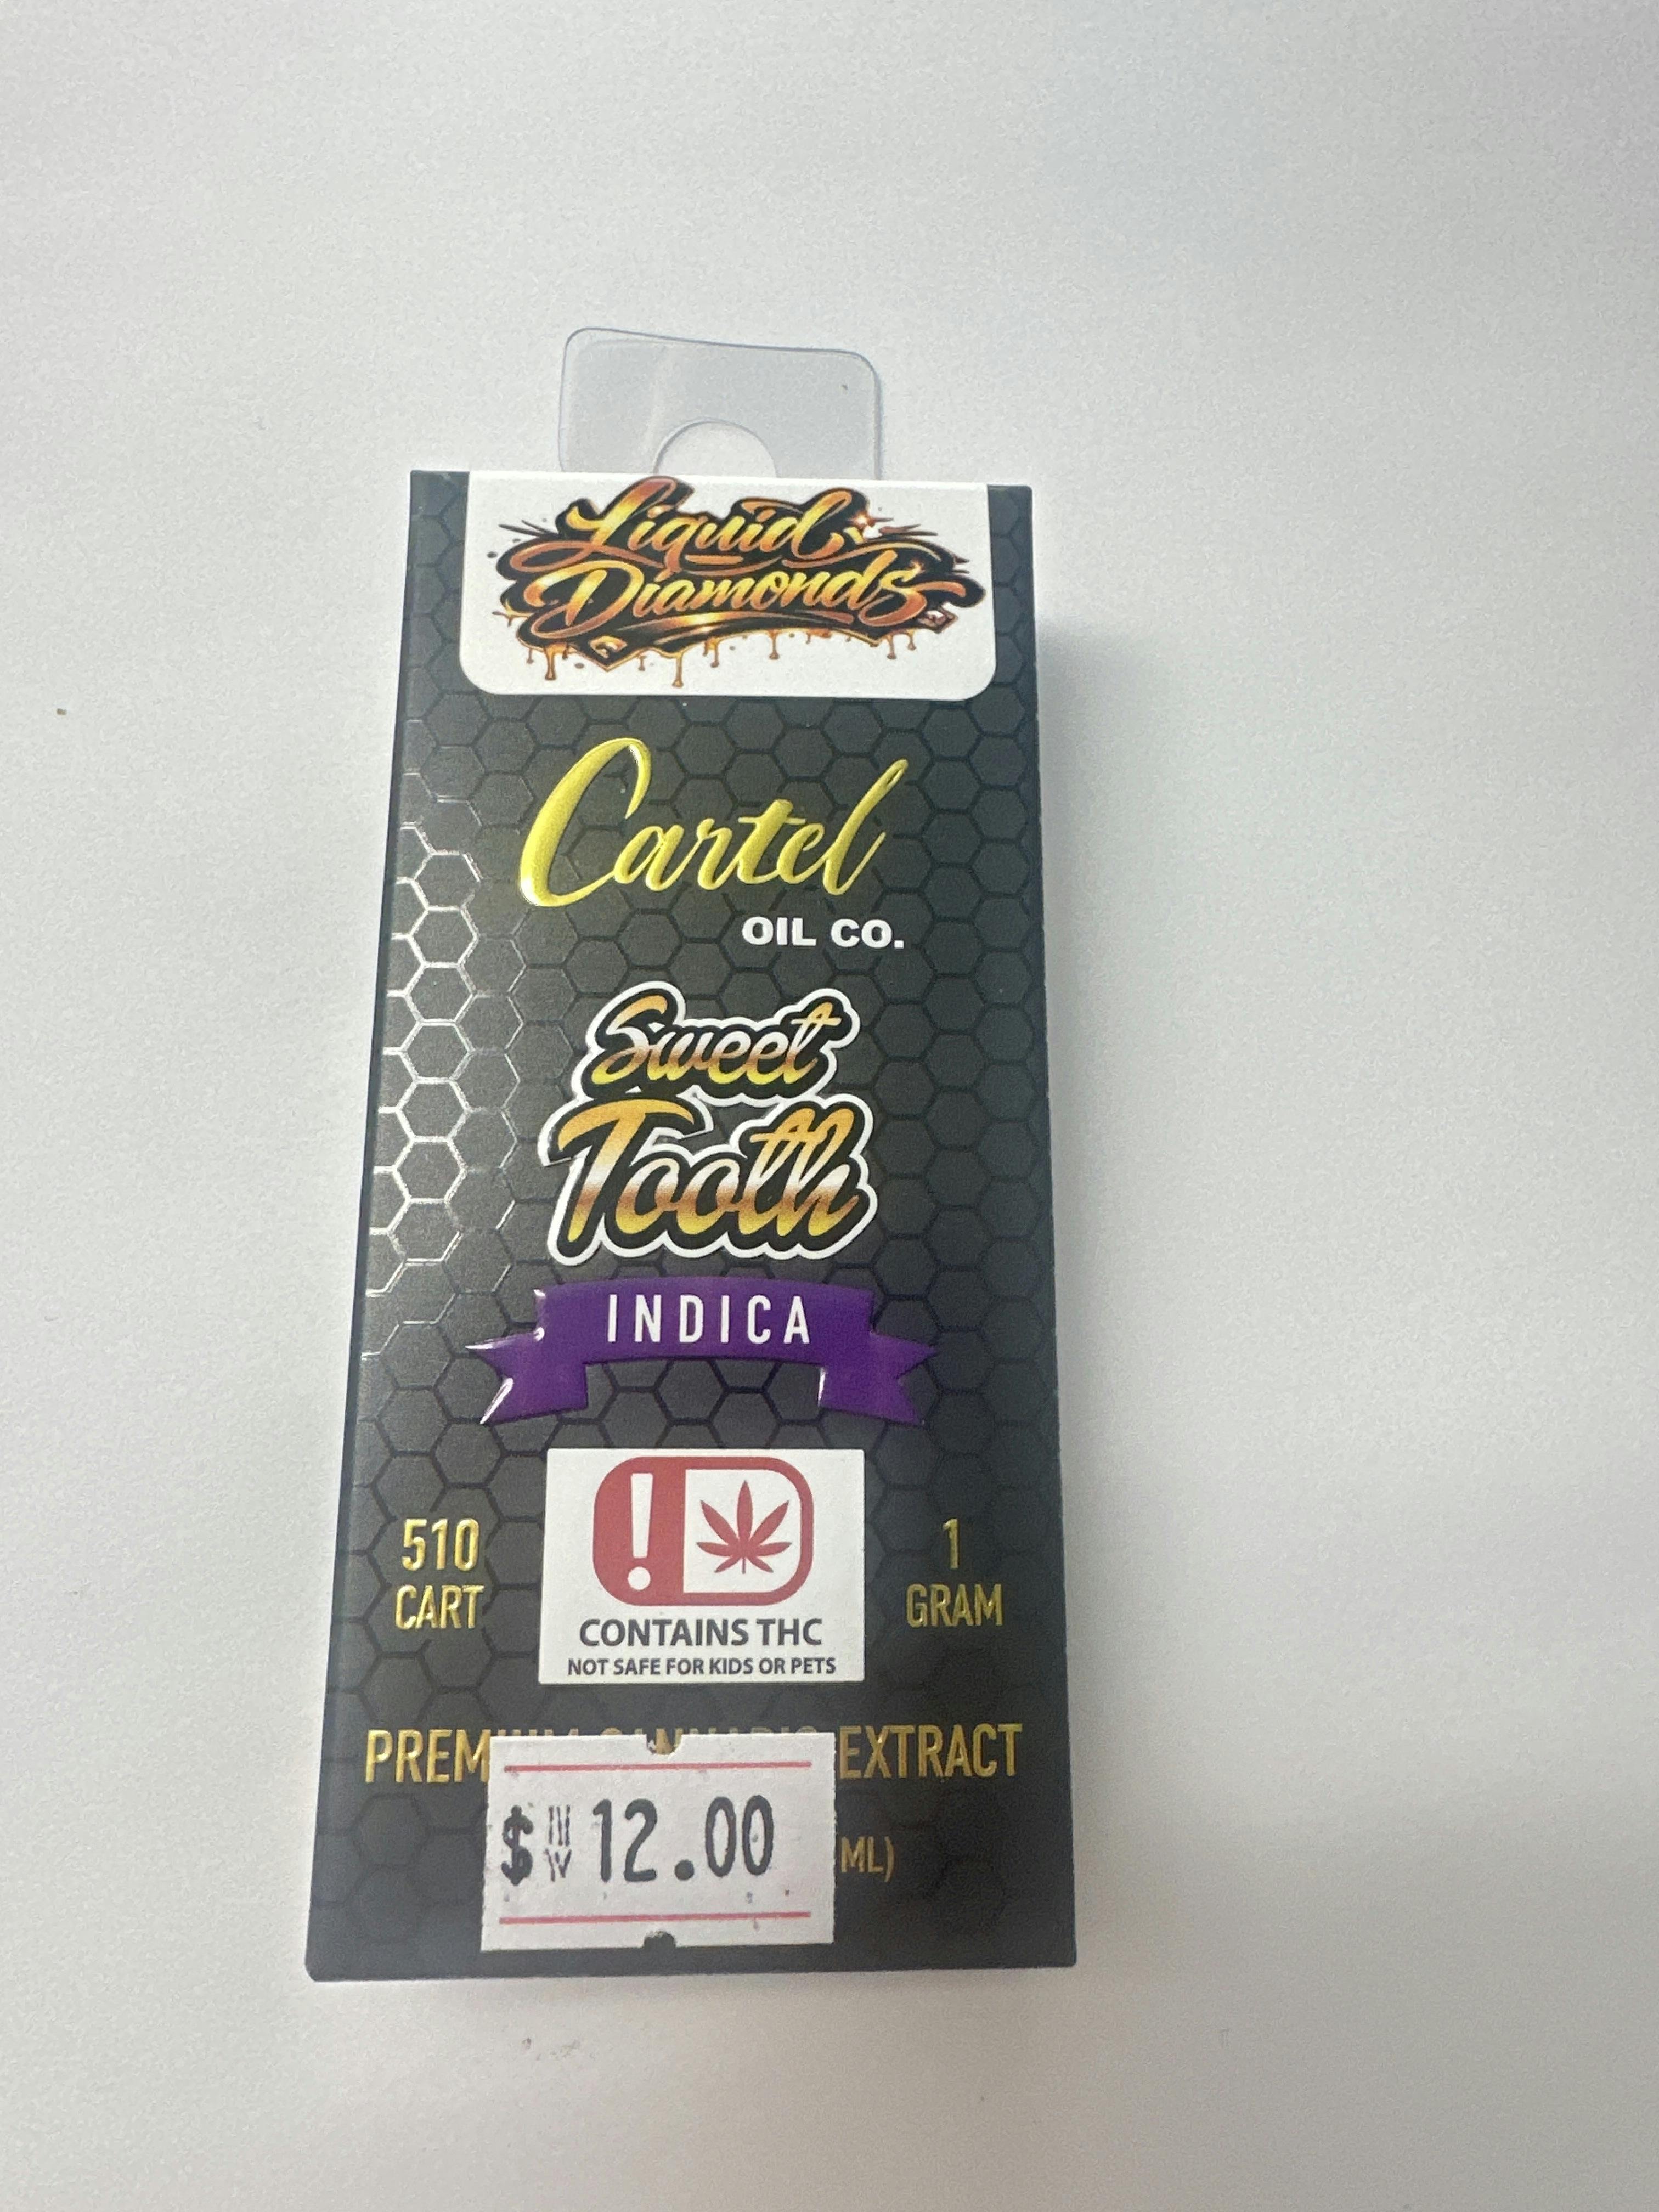 Liquid
Diamonds
Cartel
OIL CO.
Sweet
Tooth
INDICA
510
CART
1
GRAM
CONTAINS THC
NOT SAFE FOR KIDS OR PETS
EXTRACT
ML)
$ 12.00